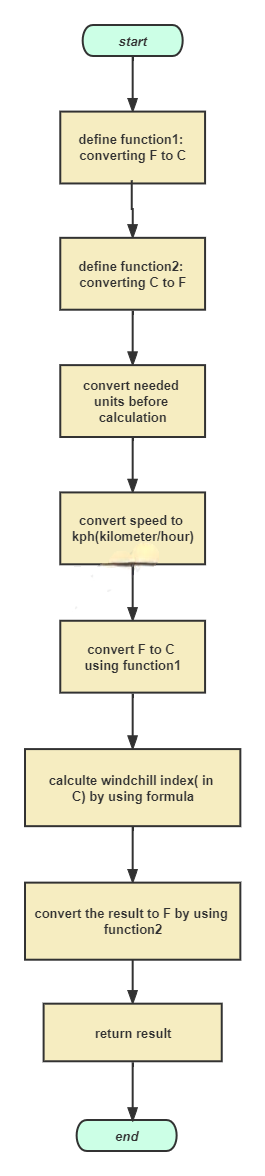 start
define function1:
converting F to C
define function2:
converting C to F
convert needed
units before
calculation
convert speed to
kph(kilometer/hour)
convert F to C
using function1
calculte windchill index( in
C) by using formula
convert the result to F by using
function2
return result
end